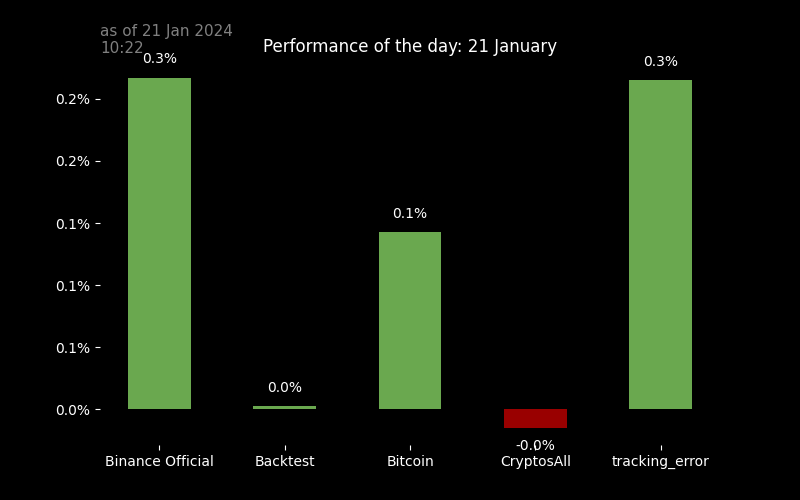 as of 21 Jan 2024
10:22
Performance of the day: 21 January
0.3%
0.3%
0.2%
0.2%
0.1%
0.1%
0.1%
0.1%
0.0%
0.0%
-0.0%
Binance Official
Backtest
Bitcoin
CryptosAll
tracking_error